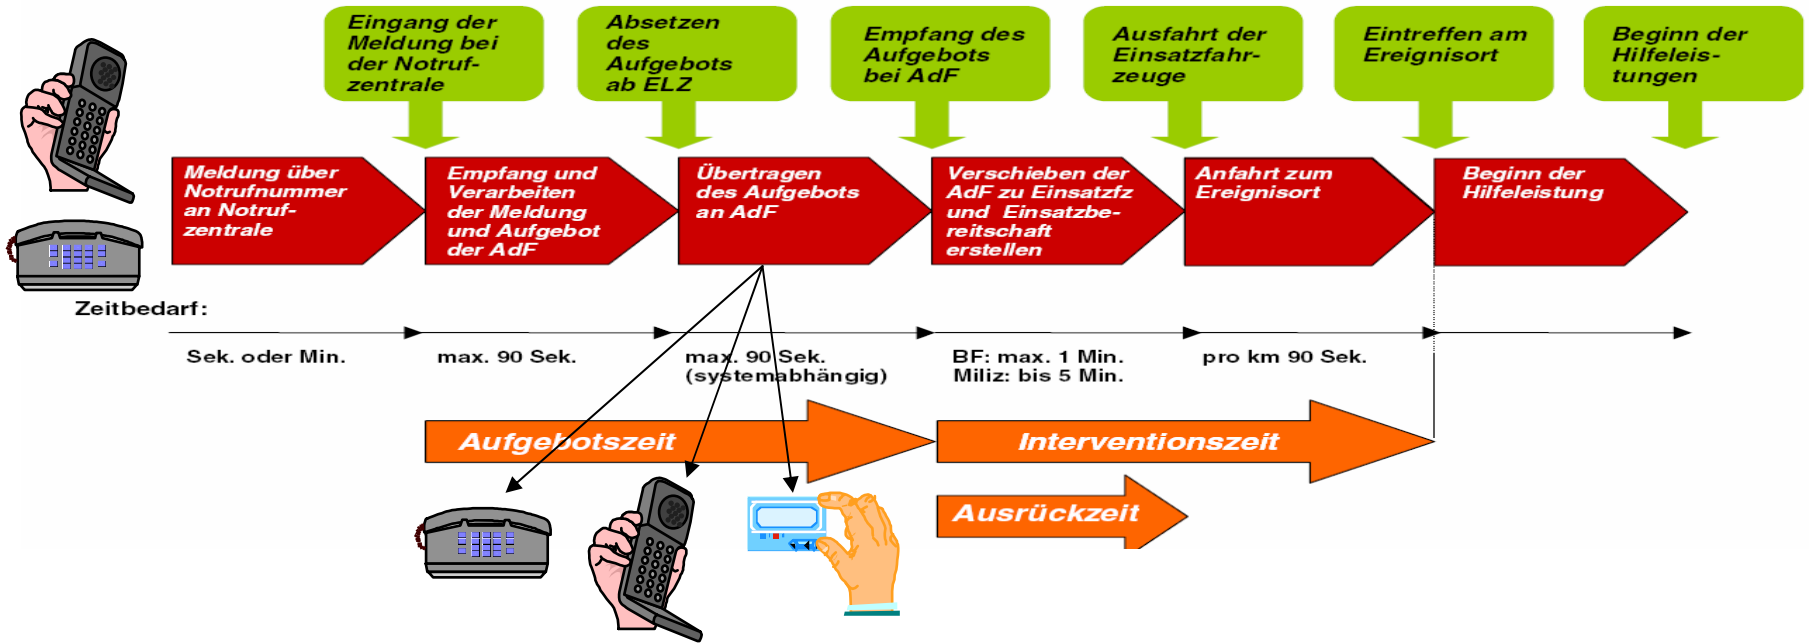 Eingang der
Meldung bei
der Notruf-
zentrale
Absetzen
des
Aufgebots
ab ELZ
Empfang des
Aufgebots
bei AdF
Ausfahrt der
Einsatzfahr-
zeuge
Eintreffen am
Ereignisort
Beginn der
Hilfeleis-
tungen
Meldung über
Notrufnummer
an Notruf-
zentrale
Empfang und
Verarbeiten
der Meldung
und Aufgebot
der AdF
Übertragen
des Aufgebots
an AdF
Verschieben der
AdF zu Einsatzfz
und Einsatzbe-
reitschaft
erstellen
Anfahrt zum
Ereignisort
Beginn der
Hilfeleistung
Zeitbedarf:
Sek. oder Min.
max. 90 Sek.
max. 90 Sek.
(systemabhängig)
BF: max. 1 Min.
Miliz: bis 5 Min.
pro km 90 Sek.
Aufgebotszeit
Interventionszeit
Ausrückzeit